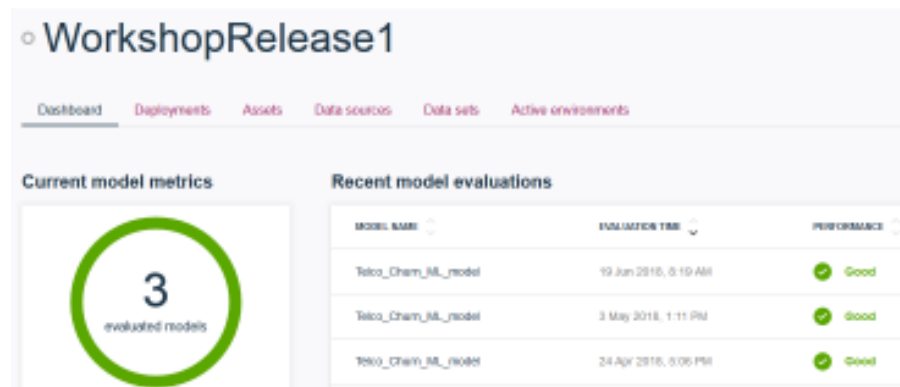 WorkshopRelease1
Dashboard Deployments Assets Data sources Data sets Active environments
Current model metrics Recent model evaluations
MODEL NAME EVALUATION TIME PERFORMANCE
Telco_Churn_ML_model 19 Jun 2018, 8:19 AM Good
3
evaluated models
Telco_Churn_ML_model 3 May 2018, 1:11 PM Good
Telco_Churn_ML_model 24 Apr 2018, 6:06 PM Good